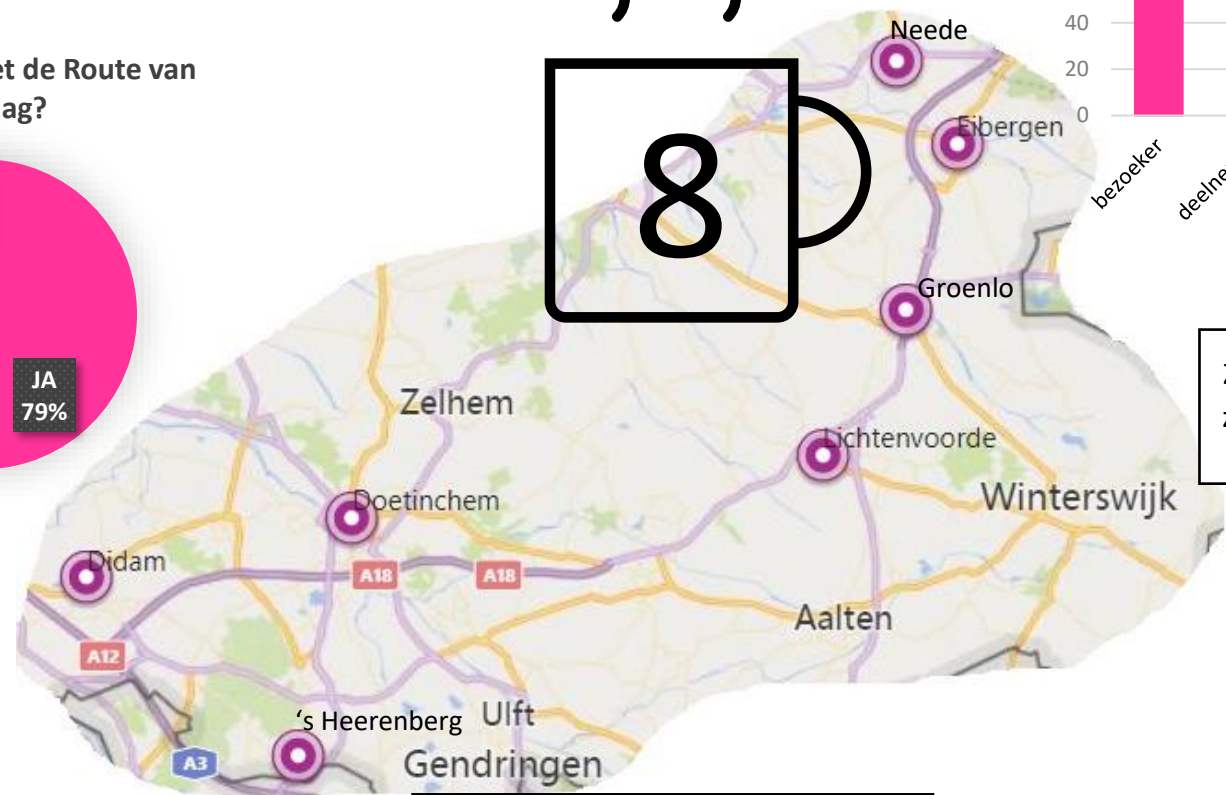 et de Route van
ag?
JA
79%
8
40
20
0
bezoeker
Neede
Eibergen
Groenlo
Zelhem
Lichtenvoorde
Winterswijk
Doetinchem
Didam
A18
A18
Aalten
A12
's Heerenberg
Ulft
A3
Gendringen